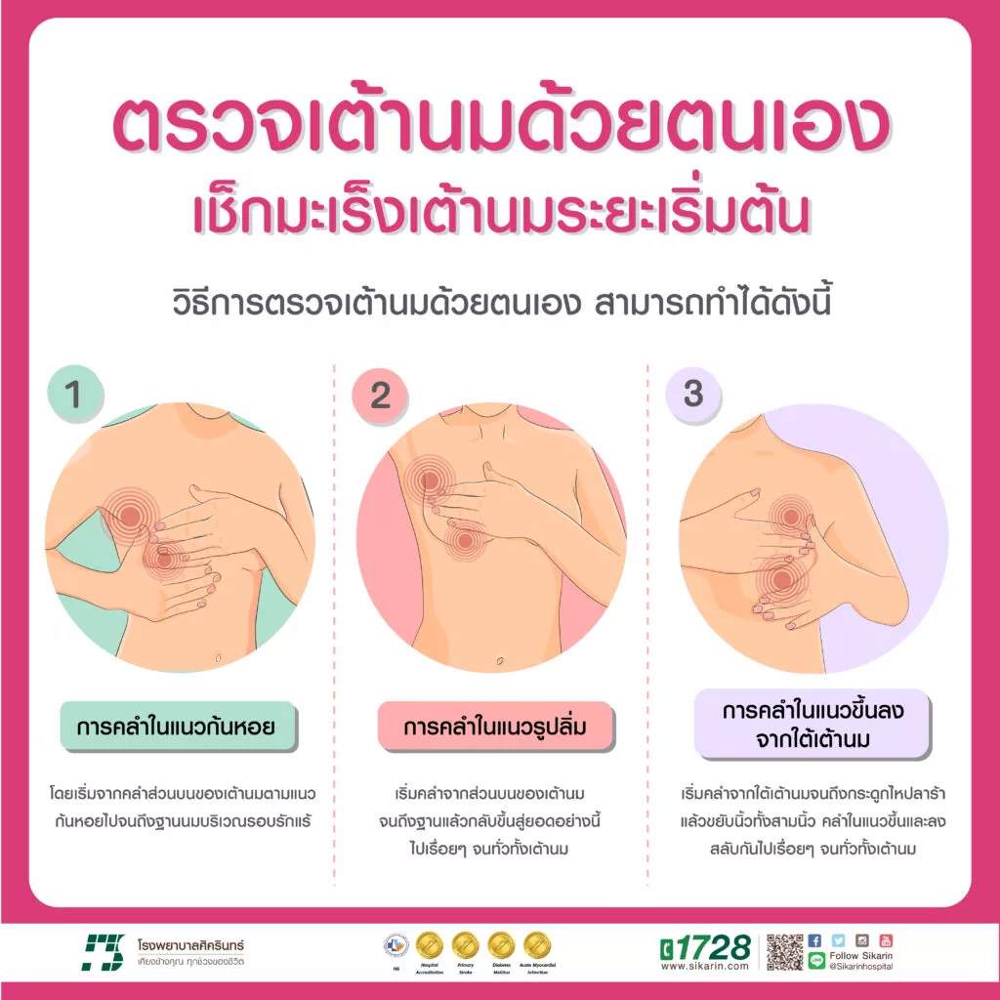 ตรวจเต้านมด้วยตนเอง
เช็กมะเร็งเต้านมระยะเริ่มต้น
วิธีการตรวจเต้านมด้วยตนเอง สามารถทำได้ดังนี้
1
การคลำในแนวก้นหอย
โดยเริ่มจากคลำส่วนบนของเต้านมตามแนว
ก้นหอยไปจนถึงฐานนมบริเวณรอบรักแร้
2
การคลำในแนวรูปลิ่ม
เริ่มคลำจากส่วนบนของเต้านม
จนถึงฐานแล้วกลับขึ้นสู่ยอดอย่างนี้
ไปเรื่อยๆ จนทั่วทั้งเต้านม
3
การคลำในแนวขึ้นลง
จากใต้เต้านม
เริ่มคลำจากใต้เต้านมจนถึงกระดูกไหปลาร้า
แล้วขยับนิ้วทั้งสามนิ้ว คลำในแนวขึ้นและลง
สลับกันไปเรื่อยๆ จนทั่วทั้งเต้านม
โรงพยาบาลศิครินทร์
เคียงข้างคุณ ทุกช่วงของชีวิต
HA
Hospital
Accreditation
Primary
Stroke
Diabetes
Mellitus
Acute Myocardial
Infarction
1728
www.sikarin.com
LINE
Follow Sikarin
@Sikarinhospital